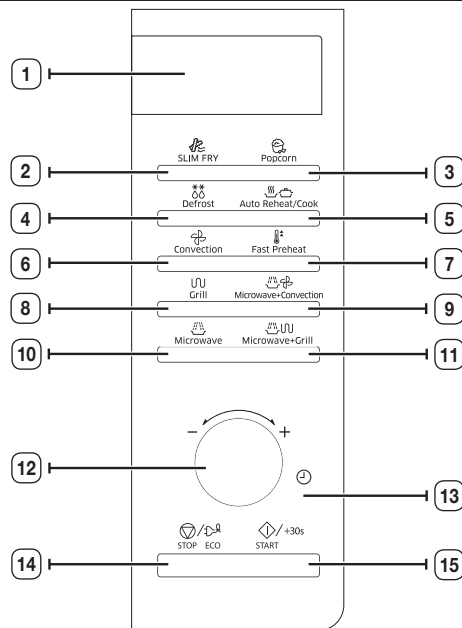 1
SLIM FRY Popcorn
2 3
Defrost Auto Reheat/Cook
4 5
Convection Fast Preheat
6 7
Grill Microwave+Convection
8 9
Microwave Microwave+Grill
10 11
− +
12
13
/ /+30s
STOP ECO START
14 15